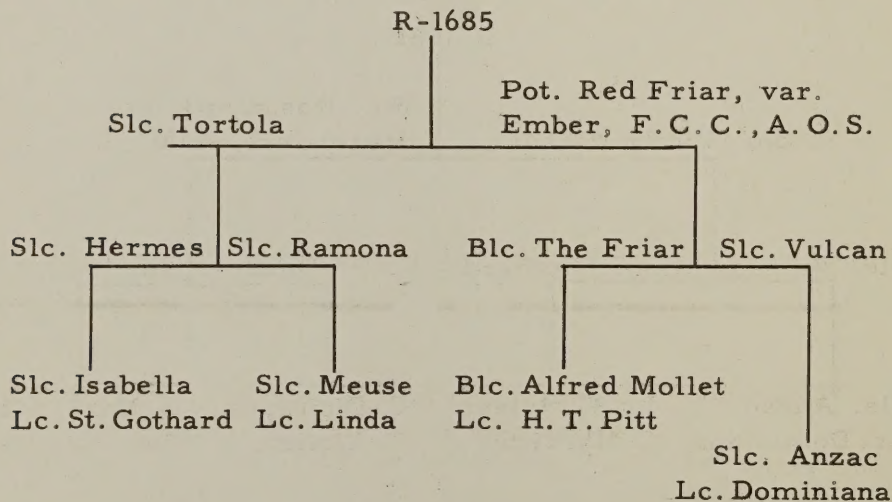 R-1685
Pot. Red Friar, var.
Slc. Tortola
Ember, F.C.C., A.O.S.
Slc. Hermes
Slc. Ramona
Blc. The Friar
Slc. Vulcan
Slc. Isabella
Lc. St. Gothard
Slc. Meuse
Lc. Linda
Blc. Alfred Mollet
Lc. H. T. Pitt
Slc. Anzac
Lc. Dominiana